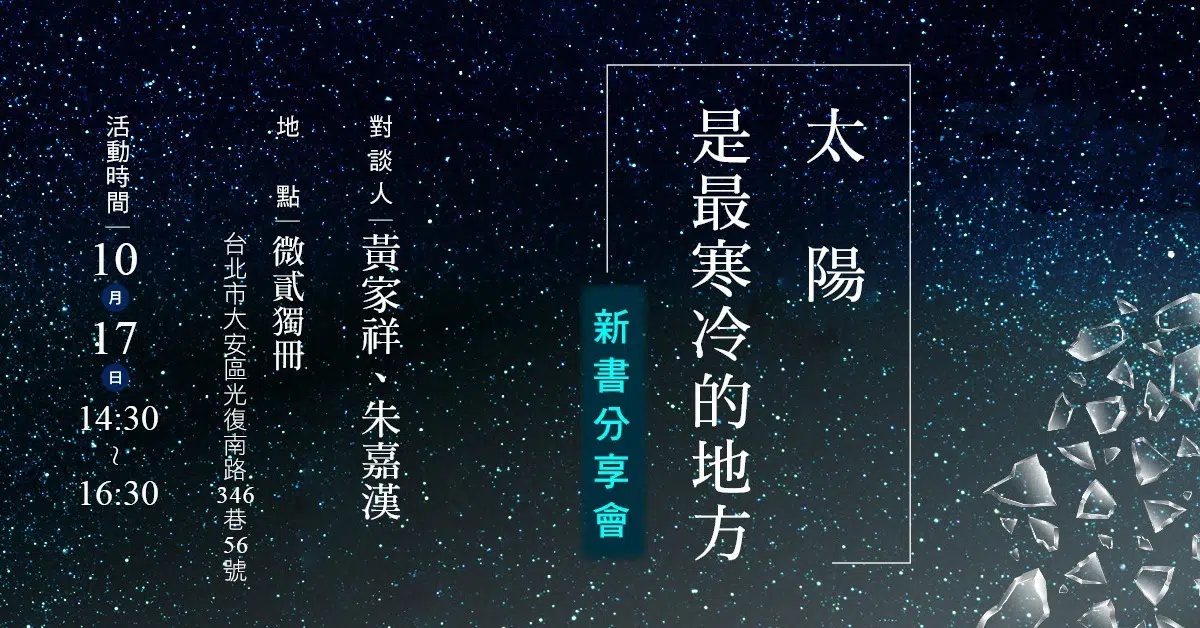 太陽
是最寒冷的地方
新書分享會
對談人｜黃家祥、朱嘉漢
地點｜微貳獨冊
台北市大安區光復南路346巷56號
活動時間｜10月17日14:30~16:30